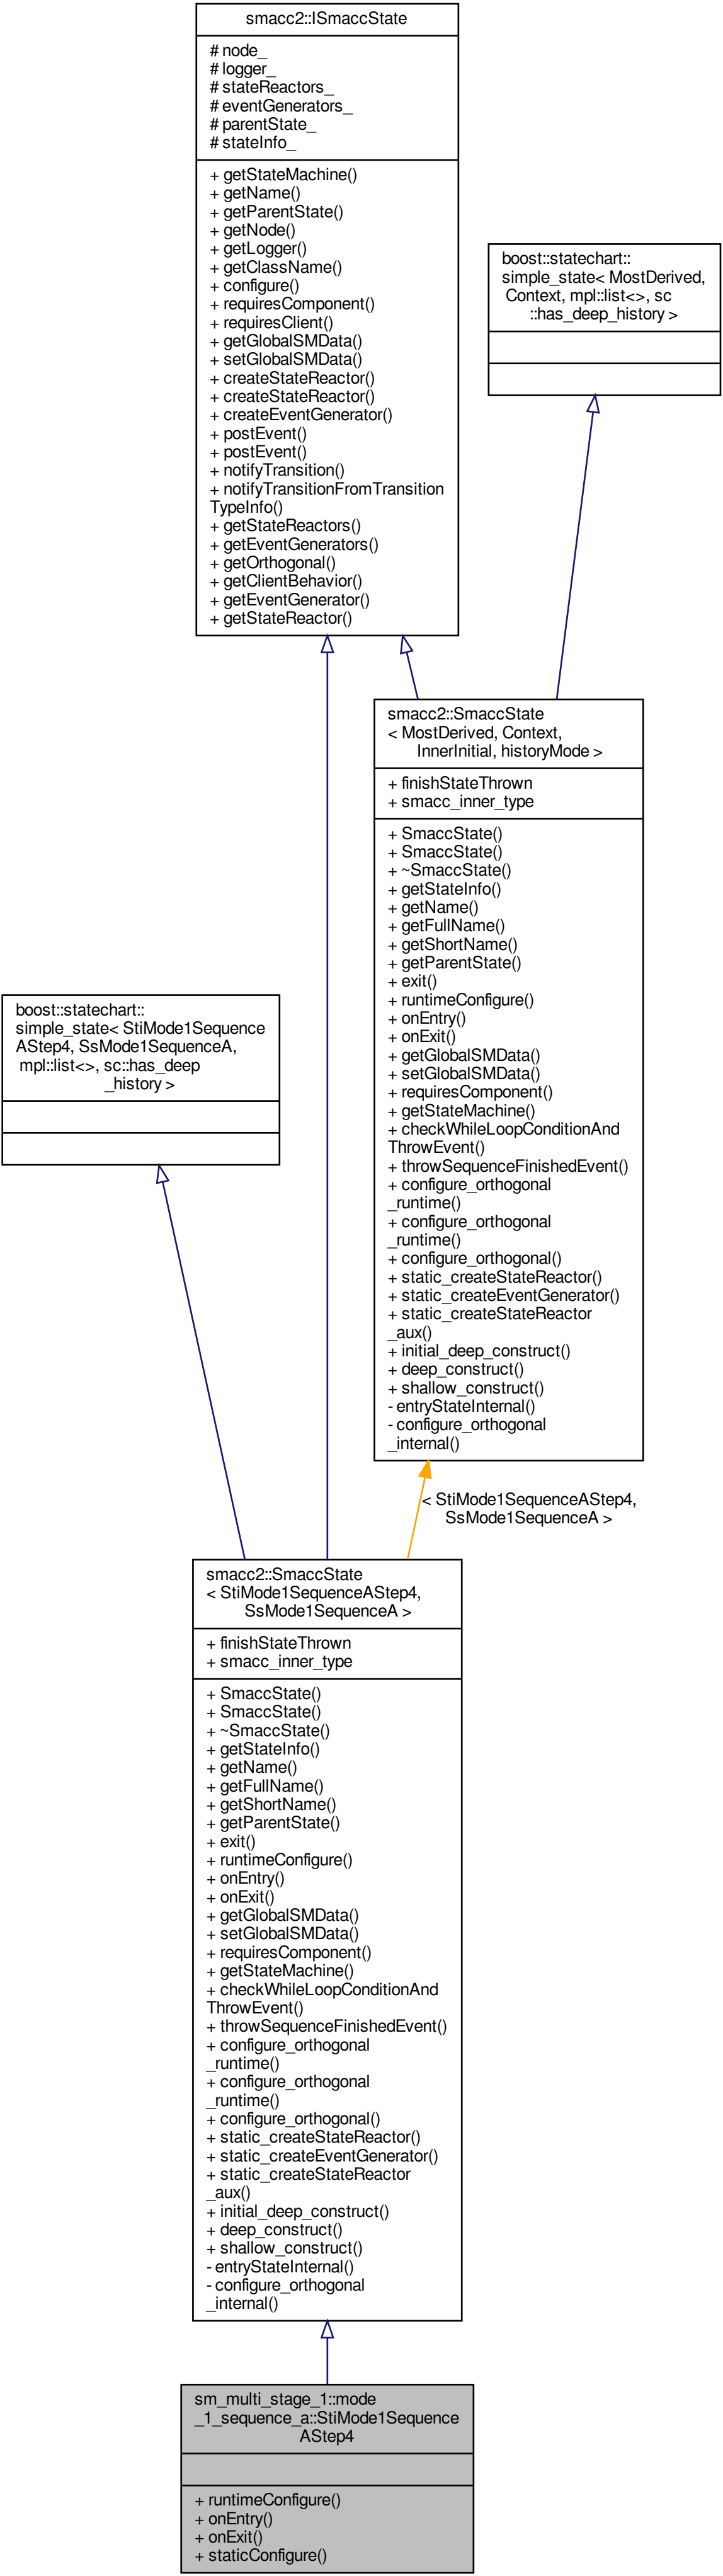 smacc2::ISmaccState
# node_
# logger_
# stateReactors_
# eventGenerators_
# parentState_
# stateInfo_
+ getStateMachine()
+ getName()
+ getParentState()
+ getNode()
+ getLogger()
+ getClassName()
+ configure()
+ requiresComponent()
+ requiresClient()
+ getGlobalSMData()
+ setGlobalSMData()
+ createStateReactor()
+ createStateReactor()
+ createEventGenerator()
+ postEvent()
+ postEvent()
+ notifyTransition()
+ notifyTransitionFromTransition
TypeInfo()
+ getStateReactors()
+ getEventGenerators()
+ getOrthogonal()
+ getClientBehavior()
+ getEventGenerator()
+ getStateReactor()
boost::statechart::
simple_state< MostDerived,
Context, mpl::list<>, sc
::has_deep_history >
smacc2::SmaccState
< MostDerived, Context,
InnerInitial, historyMode >
+ finishStateThrown
+ smacc_inner_type
+ SmaccState()
+ SmaccState()
+ ~SmaccState()
+ getStateInfo()
+ getName()
+ getFullName()
+ getShortName()
+ getParentState()
+ exit()
+ runtimeConfigure()
+ onEntry()
+ onExit()
+ getGlobalSMData()
+ setGlobalSMData()
+ requiresComponent()
+ getStateMachine()
+ checkWhileLoopConditionAnd
ThrowEvent()
+ throwSequenceFinishedEvent()
+ configure_orthogonal
_runtime()
+ configure_orthogonal
_runtime()
+ configure_orthogonal()
+ static_createStateReactor()
+ static_createEventGenerator()
+ static_createStateReactor
_aux()
+ initial_deep_construct()
+ deep_construct()
+ shallow_construct()
- entryStateInternal()
- configure_orthogonal
_internal()
boost::statechart::
simple_state< StiMode1Sequence
AStep4, SsMode1SequenceA,
mpl::list<>, sc::has_deep
_history >
< StiMode1SequenceAStep4,
SsMode1SequenceA >
smacc2::SmaccState
< StiMode1SequenceAStep4,
SsMode1SequenceA >
+ finishStateThrown
+ smacc_inner_type
+ SmaccState()
+ SmaccState()
+ ~SmaccState()
+ getStateInfo()
+ getName()
+ getFullName()
+ getShortName()
+ getParentState()
+ exit()
+ runtimeConfigure()
+ onEntry()
+ onExit()
+ getGlobalSMData()
+ setGlobalSMData()
+ requiresComponent()
+ getStateMachine()
+ checkWhileLoopConditionAnd
ThrowEvent()
+ throwSequenceFinishedEvent()
+ configure_orthogonal
_runtime()
+ configure_orthogonal
_runtime()
+ configure_orthogonal()
+ static_createStateReactor()
+ static_createEventGenerator()
+ static_createStateReactor
_aux()
+ initial_deep_construct()
+ deep_construct()
+ shallow_construct()
- entryStateInternal()
- configure_orthogonal
_internal()
sm_multi_stage_1::mode
_1_sequence_a::StiMode1Sequence
AStep4
+ runtimeConfigure()
+ onEntry()
+ onExit()
+ staticConfigure()